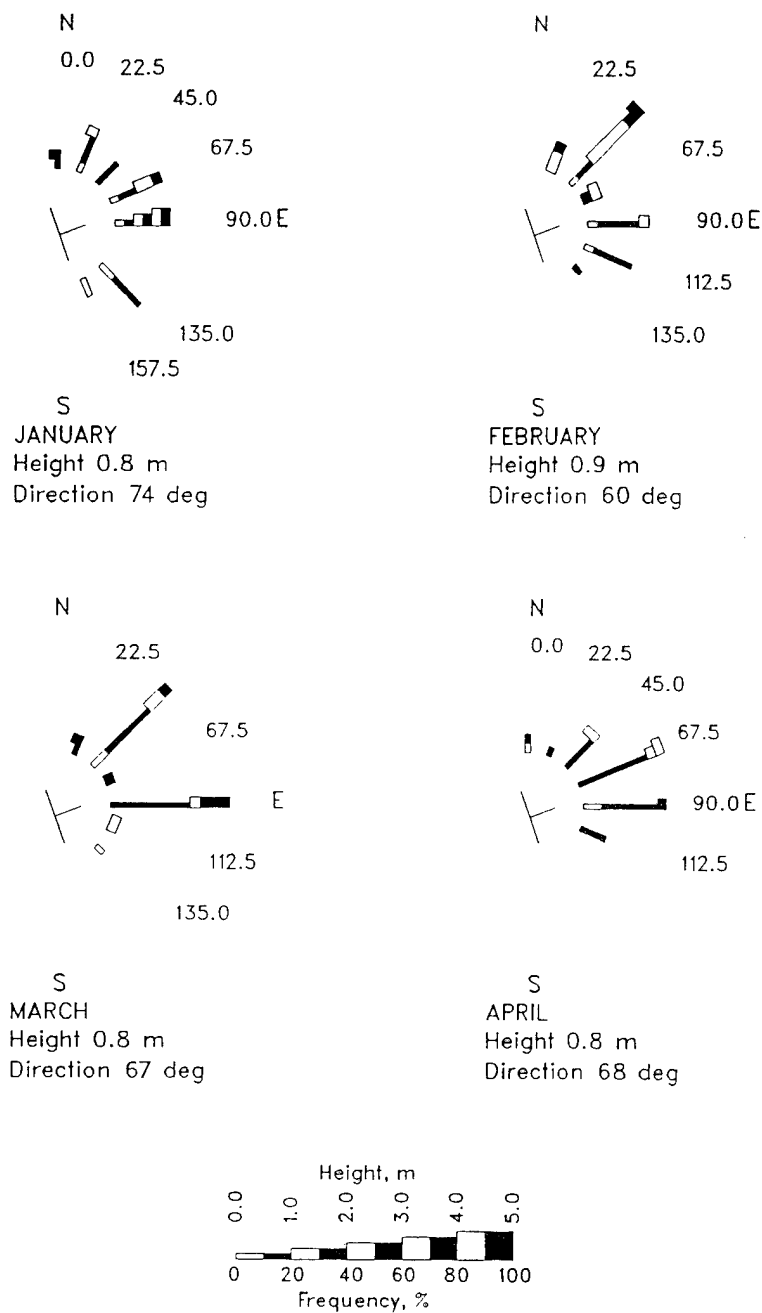 N
0.0 22.5
45.0
67.5
90.0 E
135.0
157.5
S
JANUARY
Height 0.8 m
Direction 74 deg
N
22.5
67.5
90.0 E
112.5
135.0
S
FEBRUARY
Height 0.9 m
Direction 60 deg
N
22.5
67.5
E
112.5
135.0
S
MARCH
Height 0.8 m
Direction 67 deg
N
0.0 22.5
45.0
67.5
90.0 E
112.5
S
APRIL
Height 0.8 m
Direction 68 deg
Height, m
0.0 1.0 2.0 3.0 4.0 5.0
0 20 40 60 80 100
Frequency, %